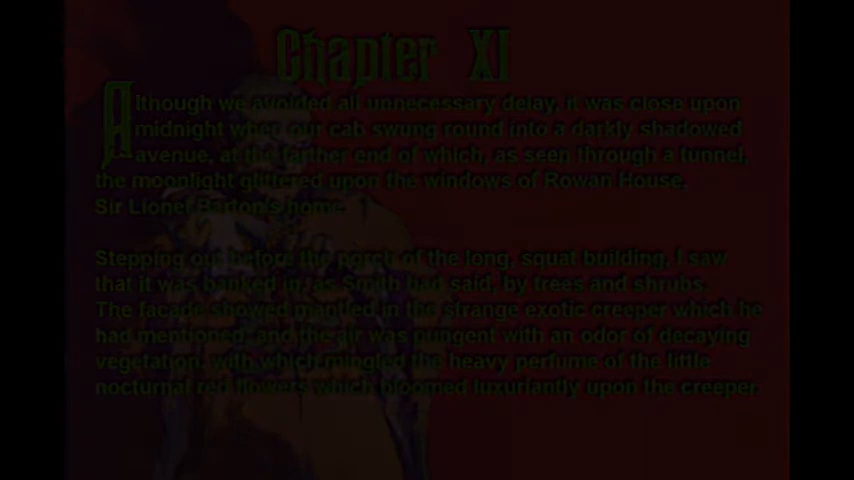 Chapter XI
Although we avoided all unnecessary delay, it was close upon
midnight when our cab swung round into a darkly shadowed
avenue, at the farther end of which, as seen through a tunnel,
the moonlight glittered upon the windows of Rowan House,
Sir Lionel Barton's home.
Stepping out before the porch of the long, squat building, I saw
that it was banked in, as Smith had said, by trees and shrubs.
The facade showed mantled in the strange exotic creeper which he
had mentioned, and the air was pungent with an odor of decaying
vegetation, with which mingled the heavy perfume of the little
nocturnal red flowers which bloomed luxuriantly upon the creeper.